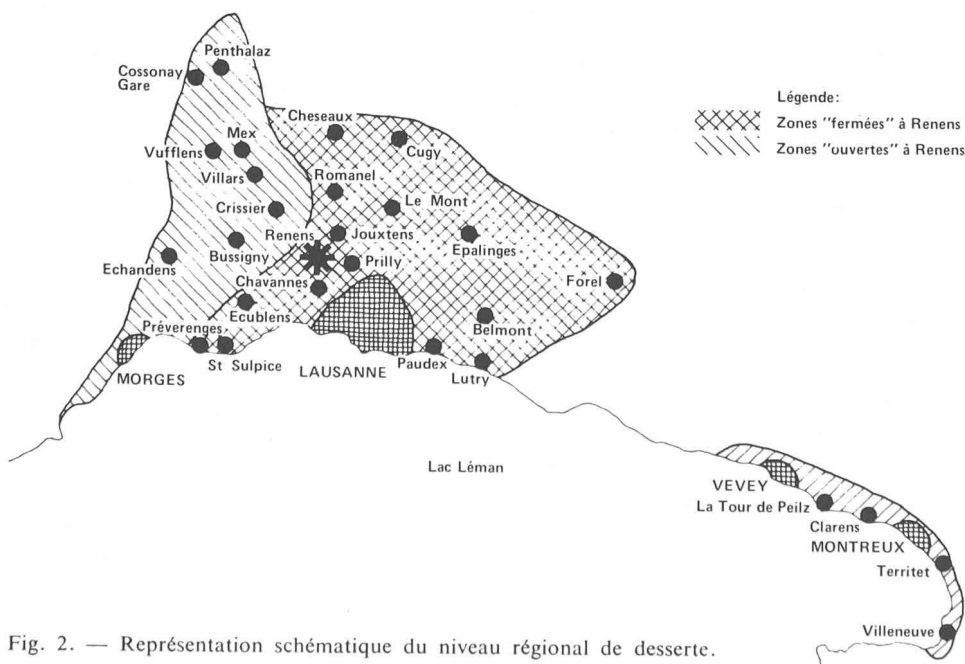 Penthalaz
Cossonay
Gare
Cheseaux
Légende:
Zones "fermées" à Renens
Zones "ouvertes" à Renens
Mex
Cugy
Vufflens
Villars
Romanel
Crissier
Le Mont
Renens
Jouxtens
Epalinges
Bussigny
Echandens
Prilly
Forel
Chavannes
Ecublens
Belmont
Préverenges
St Sulpice
LAUSANNE
Paudex
MORGES
Lutry
Lac Léman
VEVEY
La Tour de Peilz
Clarens
MONTREUX
Territet
Villeneuve
Fig. 2. — Représentation schématique du niveau régional de desserte.